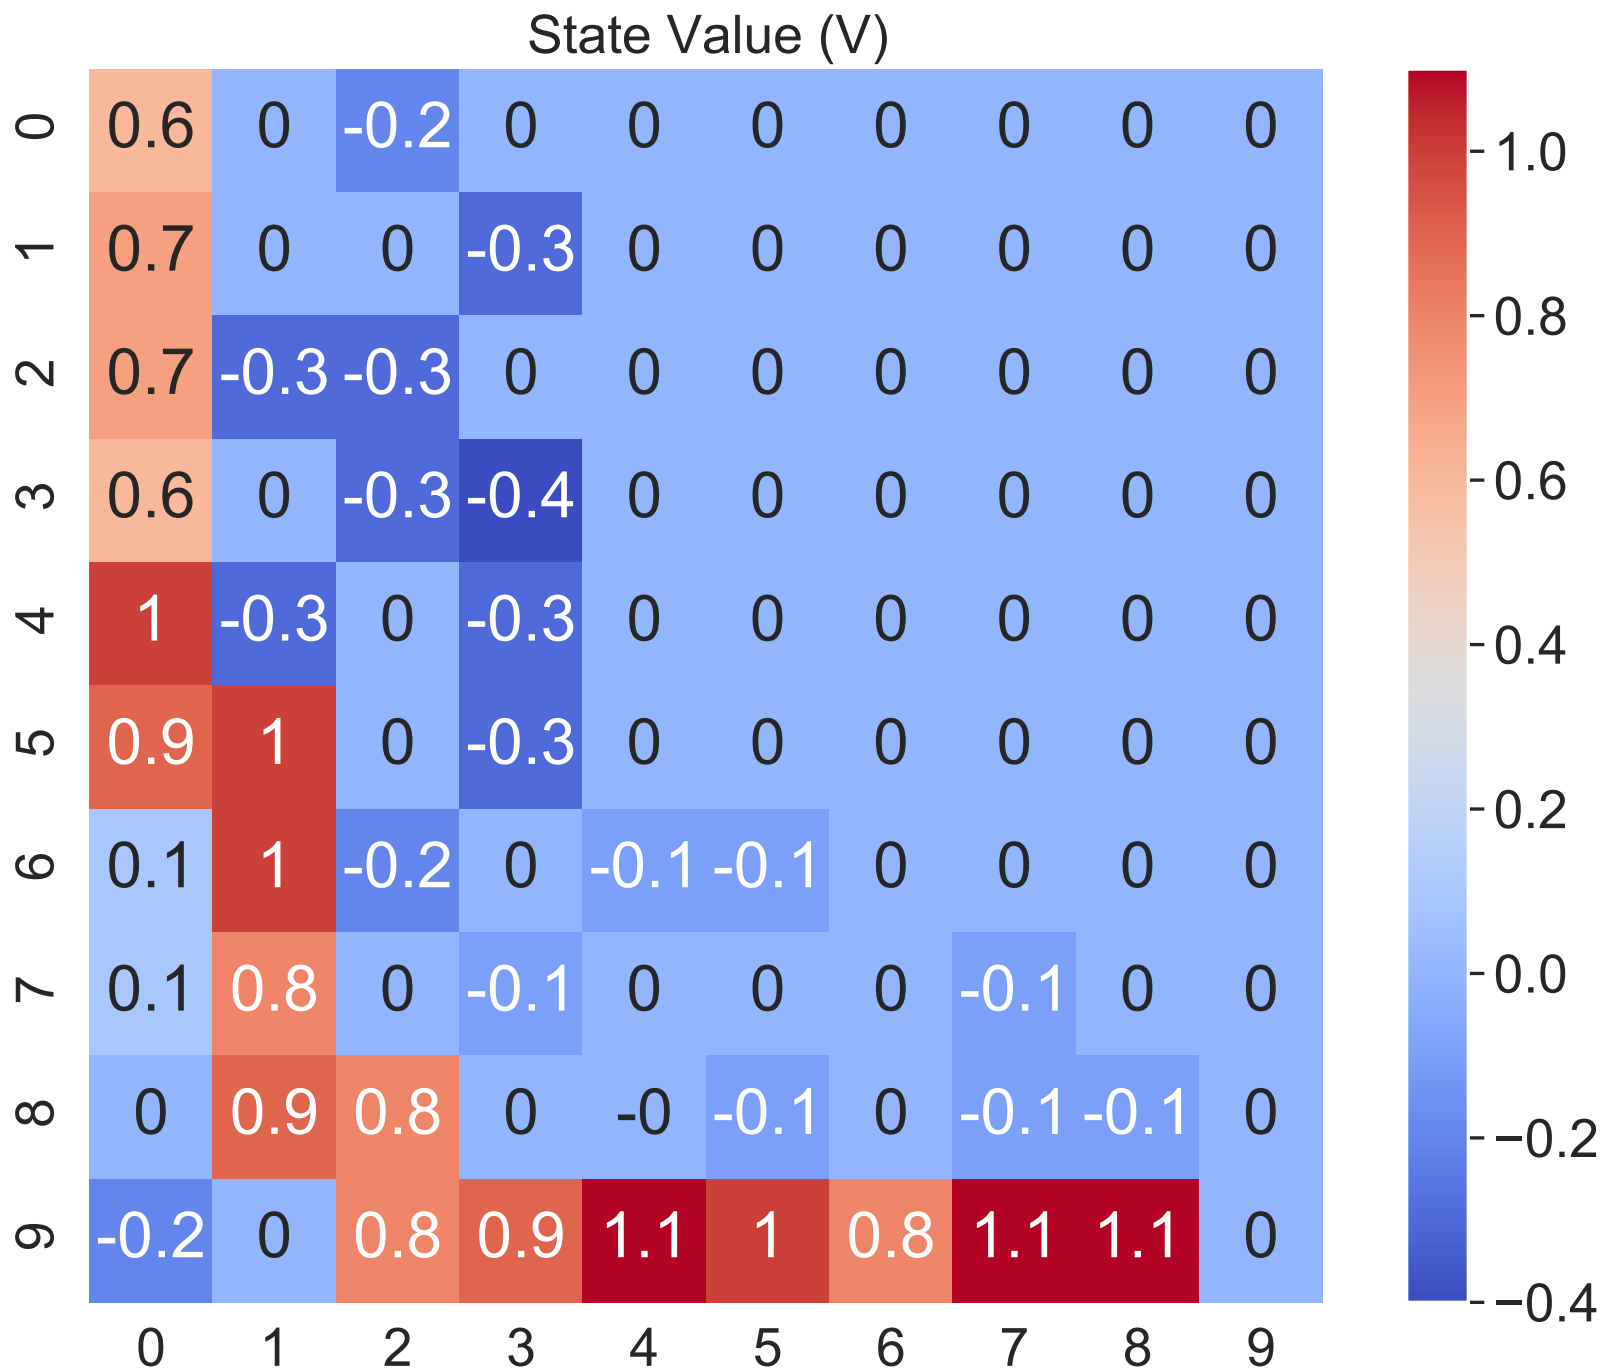 State Value (V)
0 0.6 0 -0.2 0 0 0 0 0 0 0
1 0.7 0 0 -0.3 0 0 0 0 0 0
2 0.7 -0.3 -0.3 0 0 0 0 0 0 0
3 0.6 0 -0.3 -0.4 0 0 0 0 0 0
4 1 -0.3 0 -0.3 0 0 0 0 0 0
5 0.9 1 0 -0.3 0 0 0 0 0 0
6 0.1 1 -0.2 0 -0.1 -0.1 0 0 0 0
7 0.1 0.8 0 -0.1 0 0 0 -0.1 0 0
8 0 0.9 0.8 0 -0 -0.1 0 -0.1 -0.1 0
9 -0.2 0 0.8 0.9 1.1 1 0.8 1.1 1.1 0
0 1 2 3 4 5 6 7 8 9
1.0
0.8
0.6
0.4
0.2
0.0
−0.2
−0.4